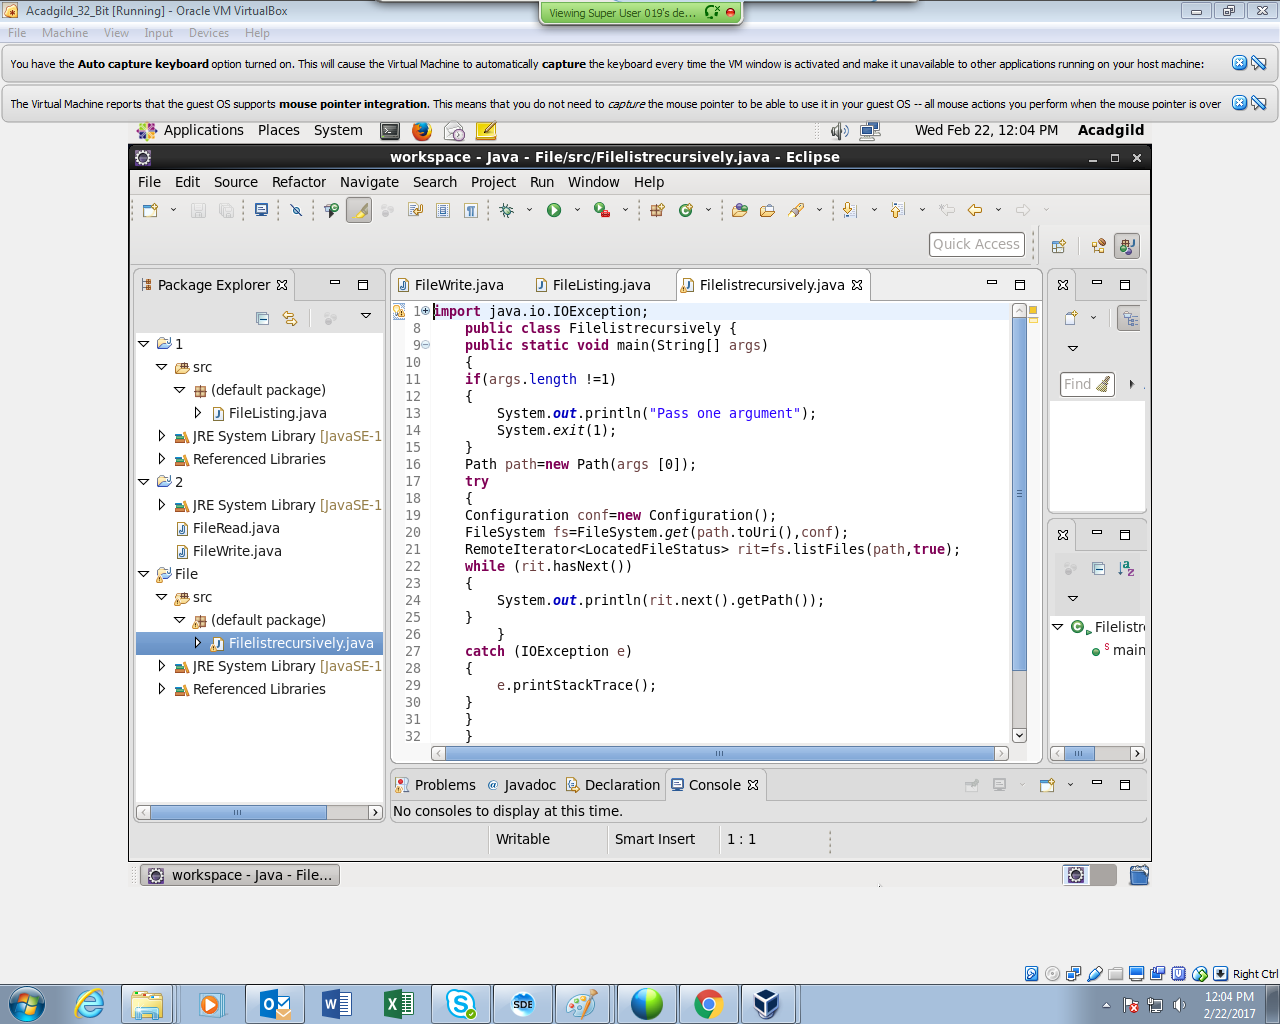 Acadgild_32_Bit [Running] - Oracle VM VirtualBox
Viewing Super User 019's de...
File Machine View Input Devices Help
You have the Auto capture keyboard option turned on. This will cause the Virtual Machine to automatically capture the keyboard every time the VM window is activated and make it unavailable to other applications running on your host machine:
The Virtual Machine reports that the guest OS supports mouse pointer integration. This means that you do not need to capture the mouse pointer to be able to use it in your guest OS -- all mouse actions you perform when the mouse pointer is over
Applications Places System
Wed Feb 22, 12:04 PM Acadgild
workspace - Java - File/src/Filelistrecursively.java - Eclipse
File Edit Source Refactor Navigate Search Project Run Window Help
Quick Access
Package Explorer
1
src
(default package)
FileListing.java
JRE System Library [JavaSE-1
Referenced Libraries
2
JRE System Library [JavaSE-1
FileRead.java
FileWrite.java
File
src
(default package)
Filelistrecursively.java
JRE System Library [JavaSE-1
Referenced Libraries
FileWrite.java FileListing.java Filelistrecursively.java
1 import java.io.IOException;
8 public class Filelistrecursively {
9 public static void main(String[] args)
10 {
11 if(args.length !=1)
12 {
13 System.out.println("Pass one argument");
14 System.exit(1);
15 }
16 Path path=new Path(args [0]);
17 try
18 {
19 Configuration conf=new Configuration();
20 FileSystem fs=FileSystem.get(path.toUri(),conf);
21 RemoteIterator<LocatedFileStatus> rit=fs.listFiles(path,true);
22 while (rit.hasNext())
23 {
24 System.out.println(rit.next().getPath());
25 }
26 }
27 catch (IOException e)
28 {
29 e.printStackTrace();
30 }
31 }
32 }
Find
Filelistre
main
Problems Javadoc Declaration Console
No consoles to display at this time.
Writable Smart Insert 1 : 1
workspace - Java - File...
Right Ctrl
SDE
12:04 PM
2/22/2017